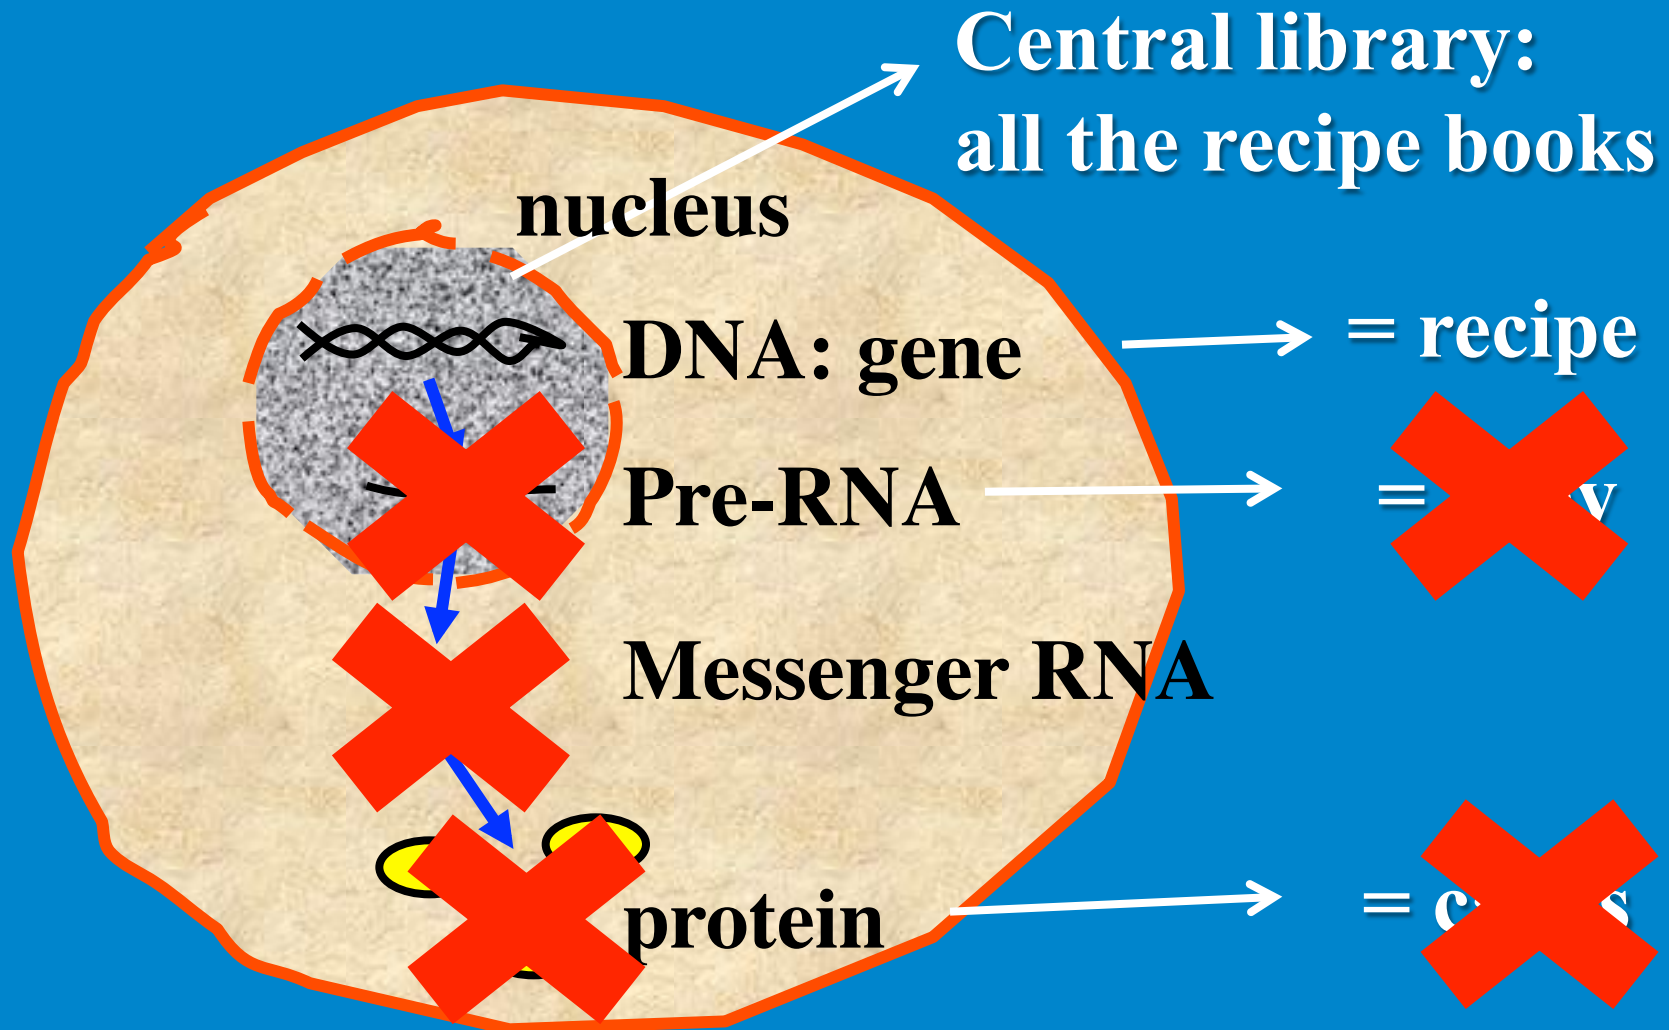 Central library:
all the recipe books
nucleus
DNA: gene
= recipe
Pre-RNA
=
Messenger RNA
protein
=